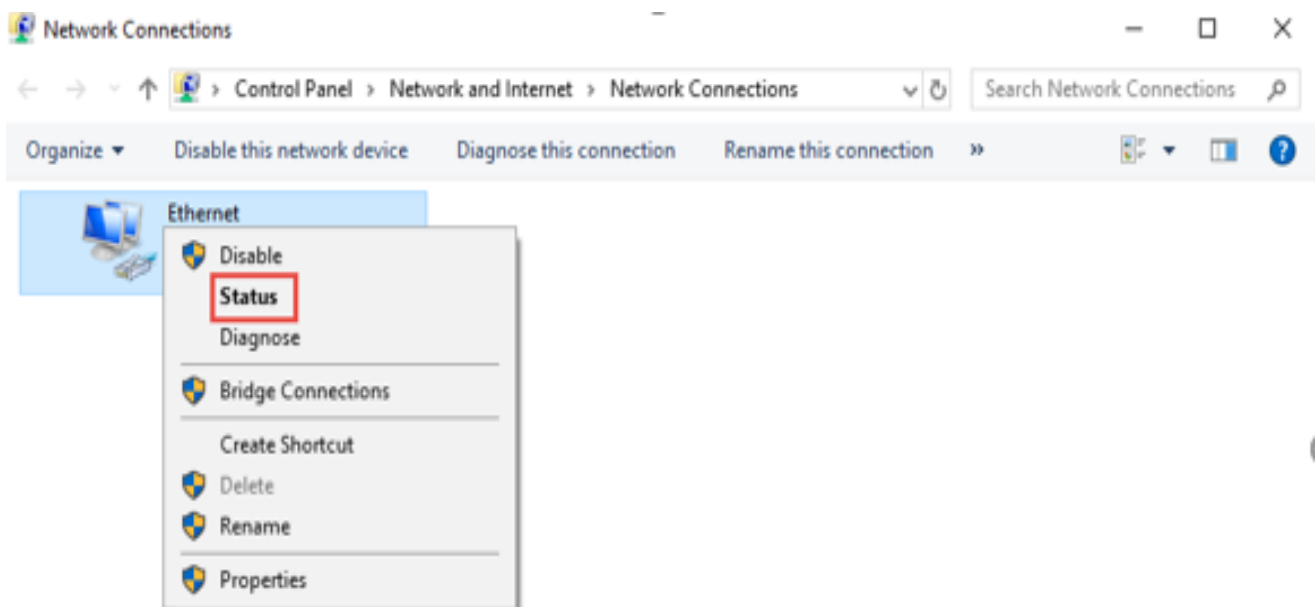 Network Connections
Control Panel > Network and Internet > Network Connections
Search Network Connections
Organize Disable this network device Diagnose this connection Rename this connection »
Ethernet
Disable
Status
Diagnose
Bridge Connections
Create Shortcut
Delete
Rename
Properties